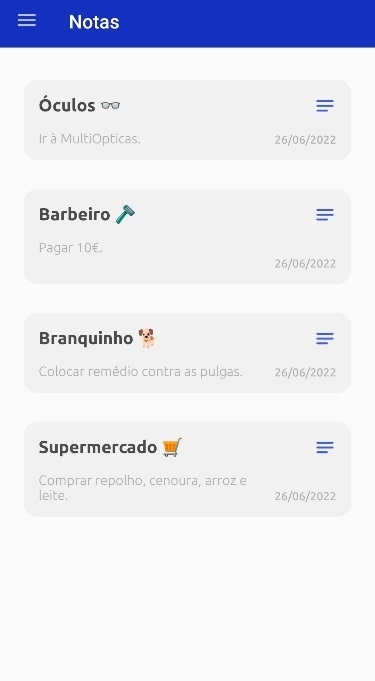 Notas
Óculos 👓
Ir à MultiOpticas.
26/06/2022
Barbeiro 🪒
Pagar 10€.
26/06/2022
Branquinho 🐕
Colocar remédio contra as pulgas.
26/06/2022
Supermercado 🛒
Comprar repolho, cenoura, arroz e
leite.
26/06/2022